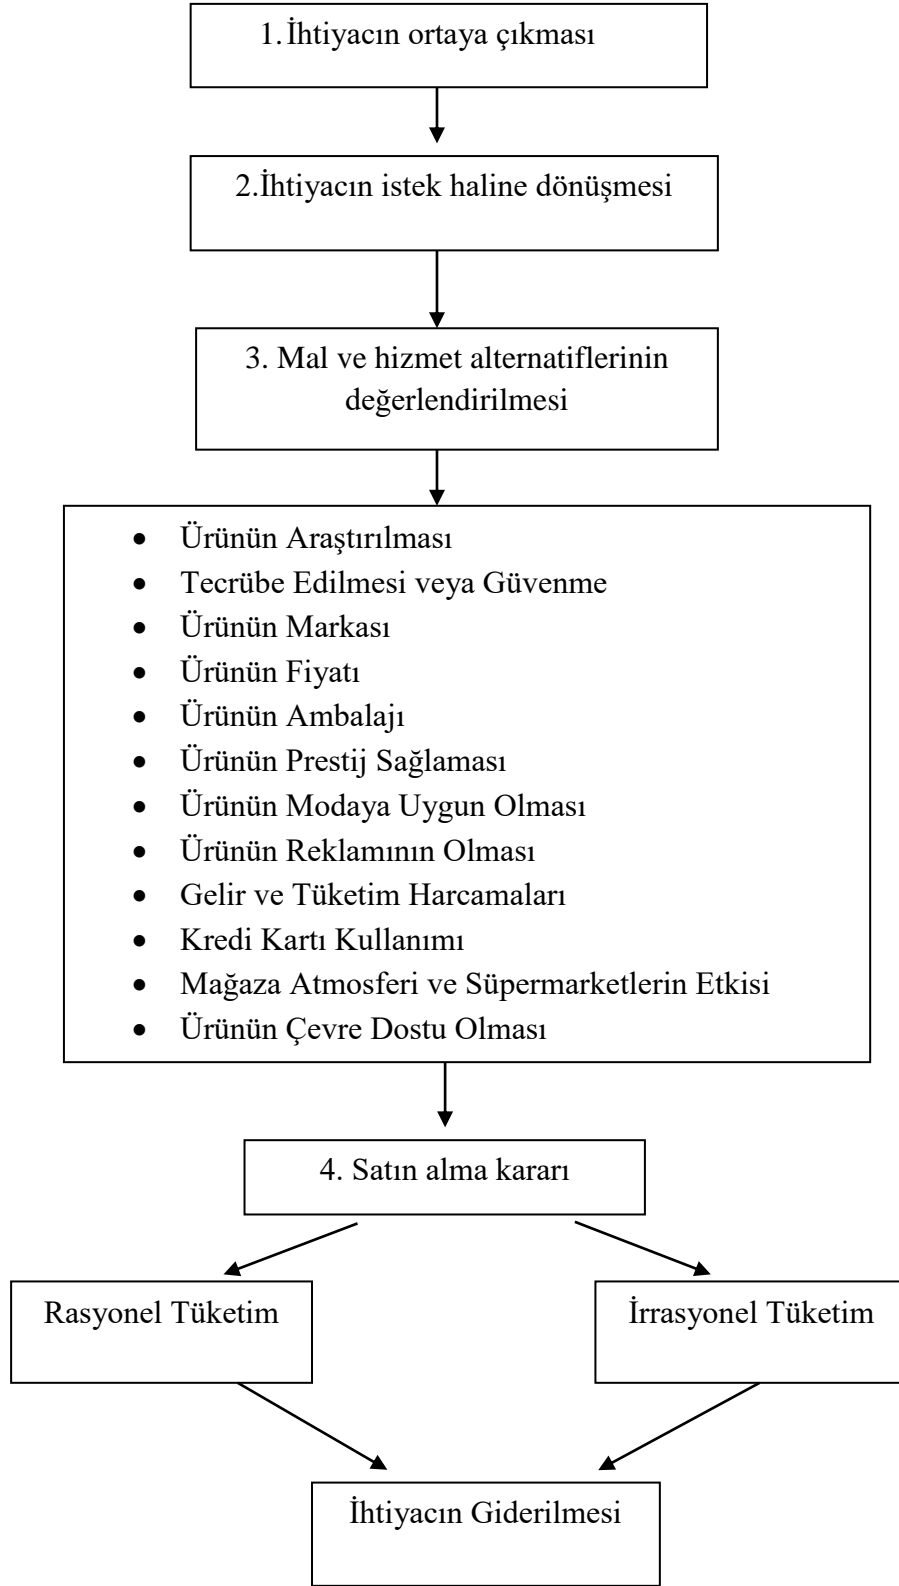 1. İhtiyacın ortaya çıkması
2.İhtiyacın istek haline dönüşmesi
3. Mal ve hizmet alternatiflerinin
değerlendirilmesi
• Ürünün Araştırılması
• Tecrübe Edilmesi veya Güvenme
• Ürünün Markası
• Ürünün Fiyatı
• Ürünün Ambalajı
• Ürünün Prestij Sağlaması
• Ürünün Modaya Uygun Olması
• Ürünün Reklamının Olması
• Gelir ve Tüketim Harcamaları
• Kredi Kartı Kullanımı
• Mağaza Atmosferi ve Süpermarketlerin Etkisi
• Ürünün Çevre Dostu Olması
4. Satın alma kararı
Rasyonel Tüketim
İrrasyonel Tüketim
İhtiyacın Giderilmesi